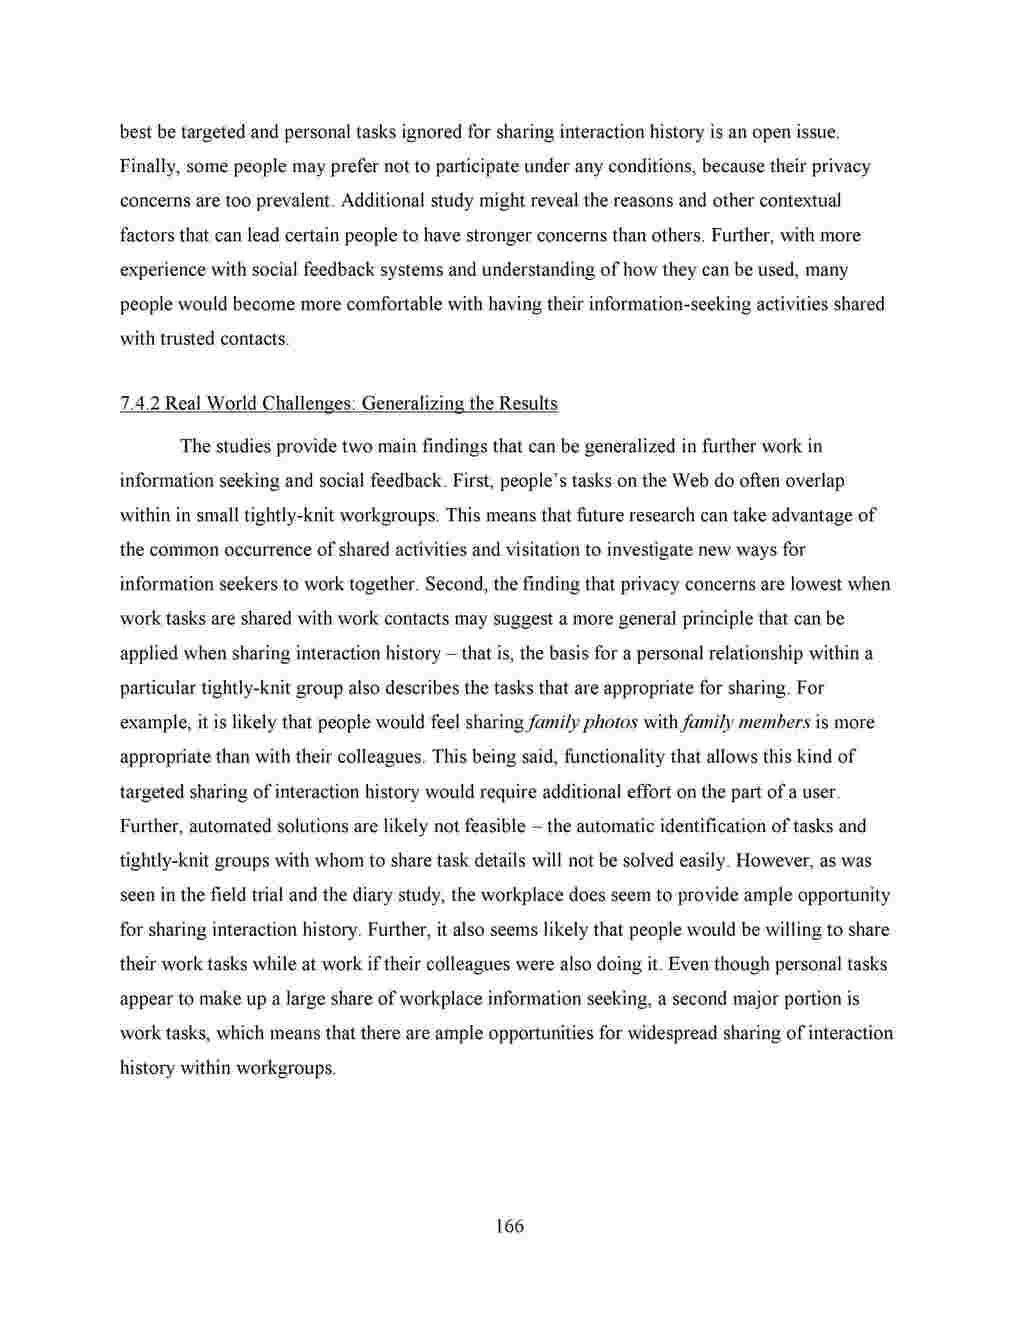 best be targeted and personal tasks ignored for sharing interaction history is an open issue.
Finally, some people may prefer not to participate under any conditions, because their privacy
concerns are too prevalent. Additional study might reveal the reasons and other contextual
factors that can lead certain people to have stronger concerns than others. Further, with more
experience with social feedback systems and understanding of how they can be used, many
people would become more comfortable with having their information-seeking activities shared
with trusted contacts.
7.4.2 Real World Challenges: Generalizing the Results
The studies provide two main findings that can be generalized in further work in
information seeking and social feedback. First, people’s tasks on the Web do often overlap
within in small tightly-knit workgroups. This means that future research can take advantage of
the common occurrence of shared activities and visitation to investigate new ways for
information seekers to work together. Second, the finding that privacy concerns are lowest when
work tasks are shared with work contacts may suggest a more general principle that can be
applied when sharing interaction history – that is, the basis for a personal relationship within a
particular tightly-knit group also describes the tasks that are appropriate for sharing. For
example, it is likely that people would feel sharing family photos with family members is more
appropriate than with their colleagues. This being said, functionality that allows this kind of
targeted sharing of interaction history would require additional effort on the part of a user.
Further, automated solutions are likely not feasible – the automatic identification of tasks and
tightly-knit groups with whom to share task details will not be solved easily. However, as was
seen in the field trial and the diary study, the workplace does seem to provide ample opportunity
for sharing interaction history. Further, it also seems likely that people would be willing to share
their work tasks while at work if their colleagues were also doing it. Even though personal tasks
appear to make up a large share of workplace information seeking, a second major portion is
work tasks, which means that there are ample opportunities for widespread sharing of interaction
history within workgroups.
166